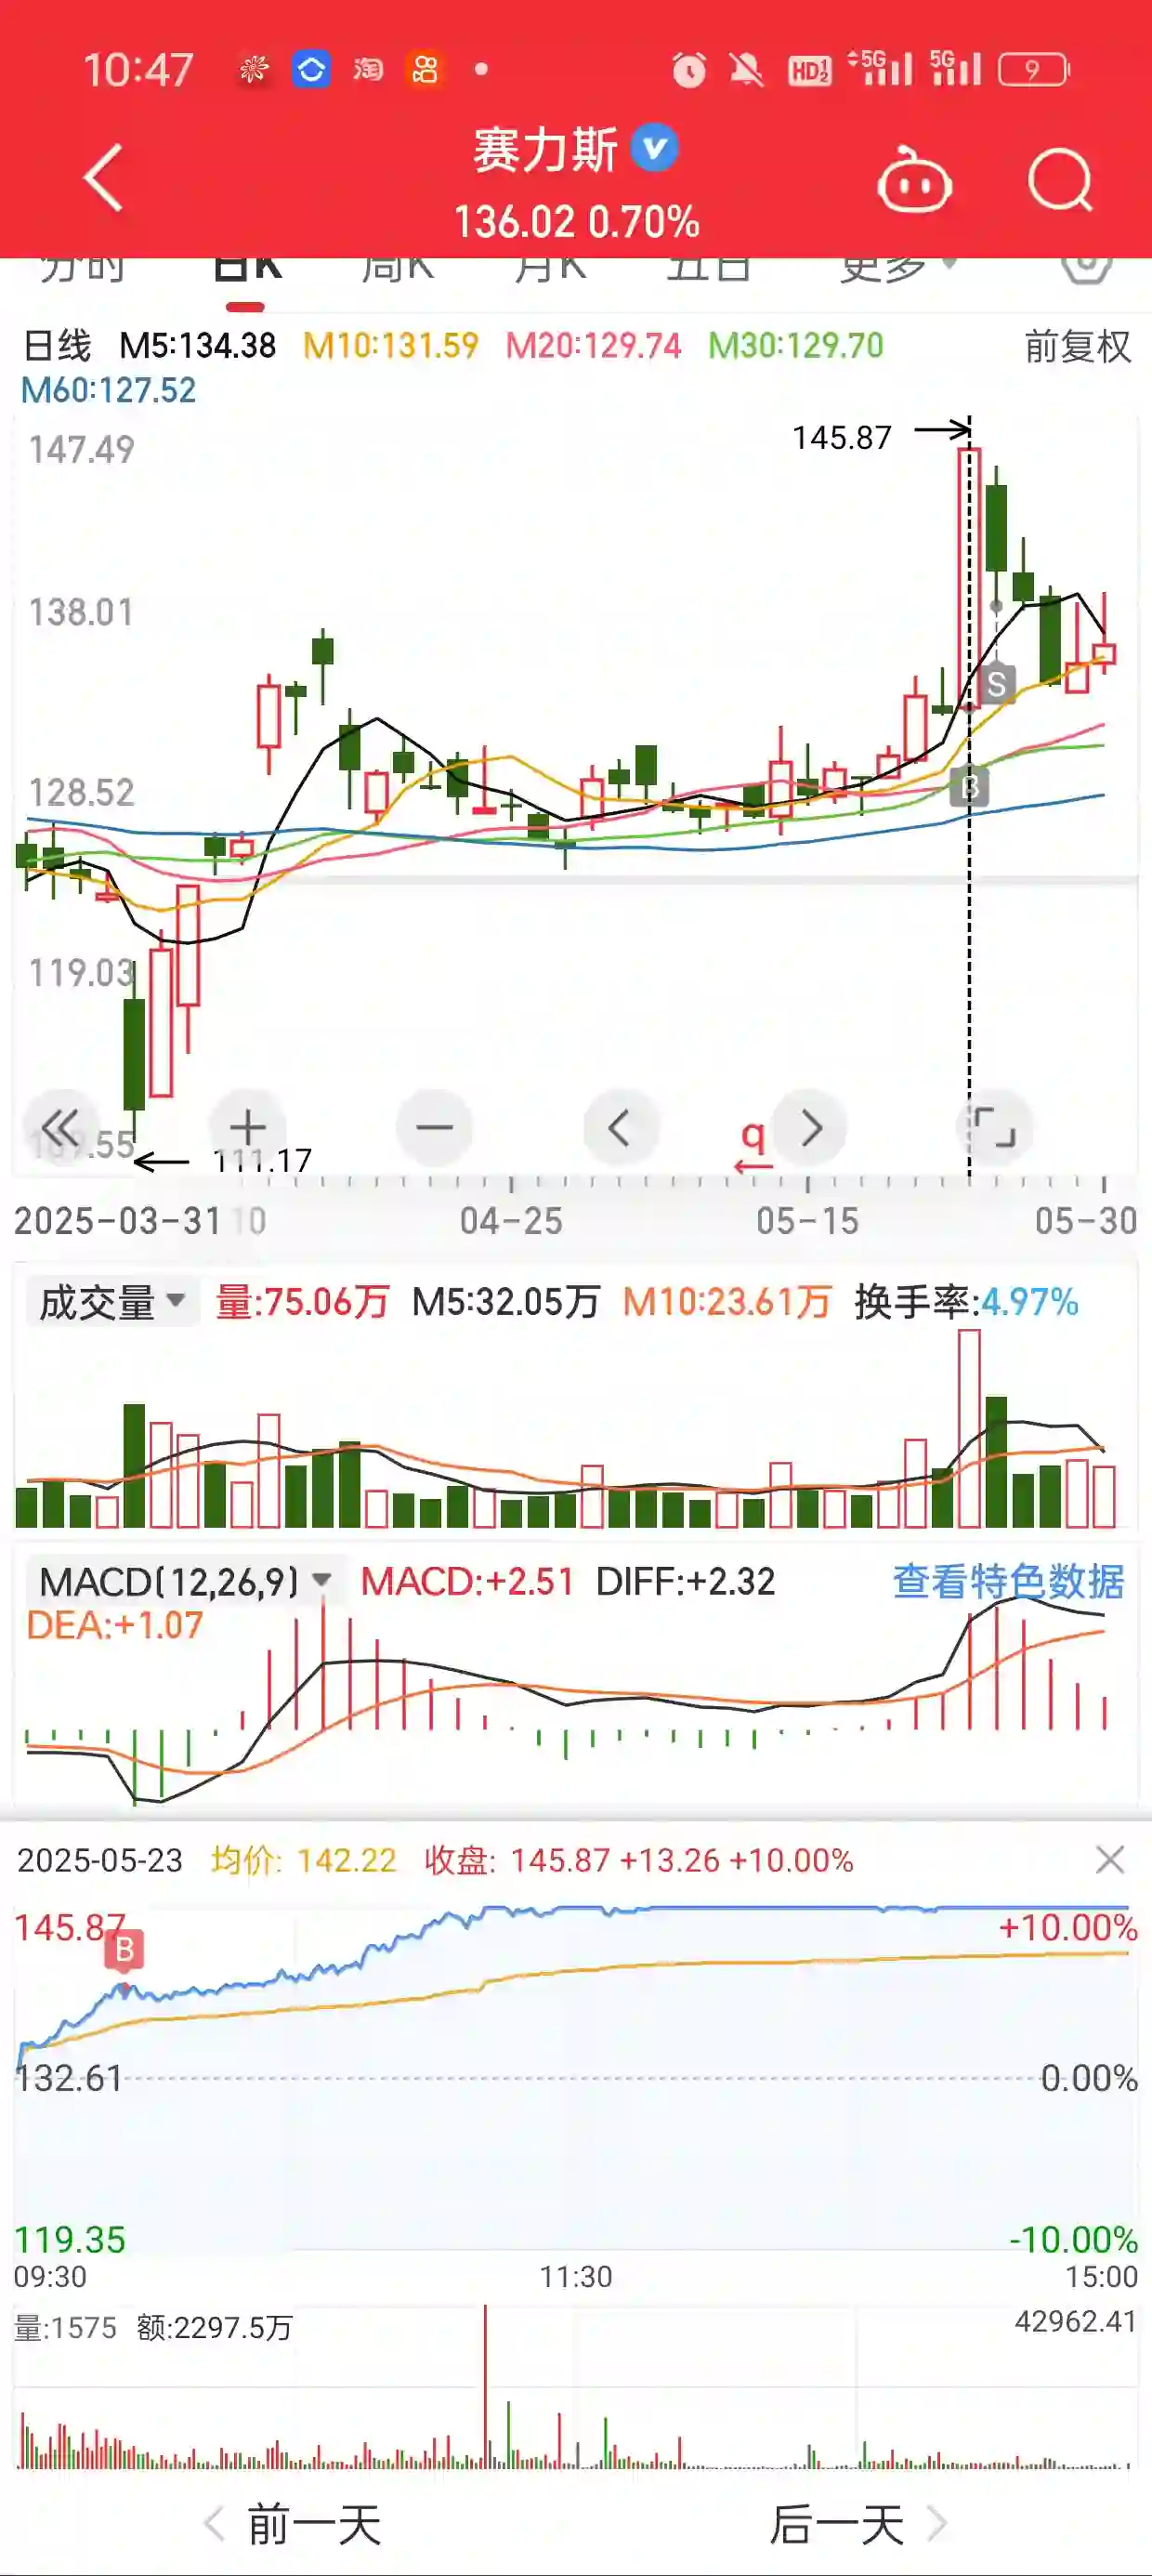 10:47 淘 HD 1 2 5G 5G 9
赛力斯
136.02 0.70%
分时 日K 周K 月K 五日 更多
日线 M5:134.38 M10:131.59 M20:129.74 M30:129.70 前复权
M60:127.52
145.87
147.49
138.01
S
128.52
B
119.03
111.17
q
2025-03-31 10 04-25 05-15 05-30
成交量 量:75.06万 M5:32.05万 M10:23.61万 换手率:4.97%
MACD(12,26,9) MACD:+2.51 DIFF:+2.32 查看特色数据
DEA:+1.07
2025-05-23 均价: 142.22 收盘: 145.87 +13.26 +10.00%
145.87 +10.00%
B
132.61 0.00%
119.35 -10.00%
09:30 11:30 15:00
量:1575 额:2297.5万 42962.41
前一天 后一天